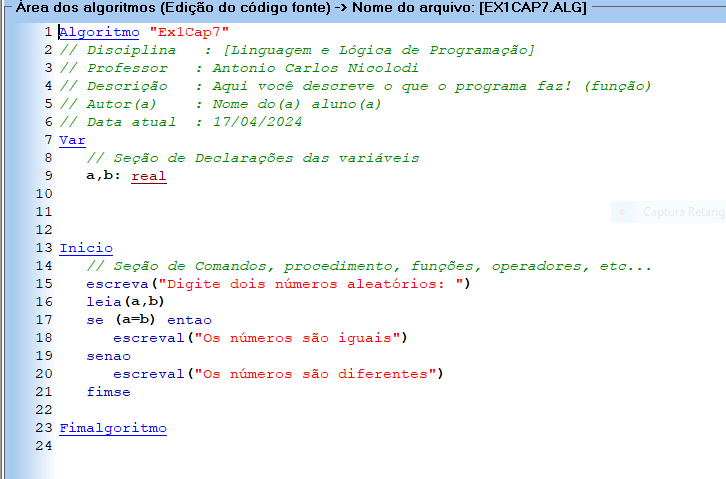 Área dos algoritmos (Edição do código fonte) -> Nome do arquivo: [EX1CAP7.ALG]
1 Algoritmo "Ex1Cap7"
2 // Disciplina   : [Linguagem e Lógica de Programação]
3 // Professor   : Antonio Carlos Nicolodi
4 // Descrição   : Aqui você descreve o que o programa faz! (função)
5 // Autor(a)    : Nome do(a) aluno(a)
6 // Data atual  : 17/04/2024
7 Var
8    // Seção de Declarações das variáveis
9    a,b: real
10
11
Captura Retang
12
13 Inicio
14    // Seção de Comandos, procedimento, funções, operadores, etc...
15    escreva("Digite dois números aleatórios: ")
16    leia(a,b)
17    se (a=b) entao
18       escreval("Os números são iguais")
19    senao
20       escreval("Os números são diferentes")
21    fimse
22
23 Fimalgoritmo
24